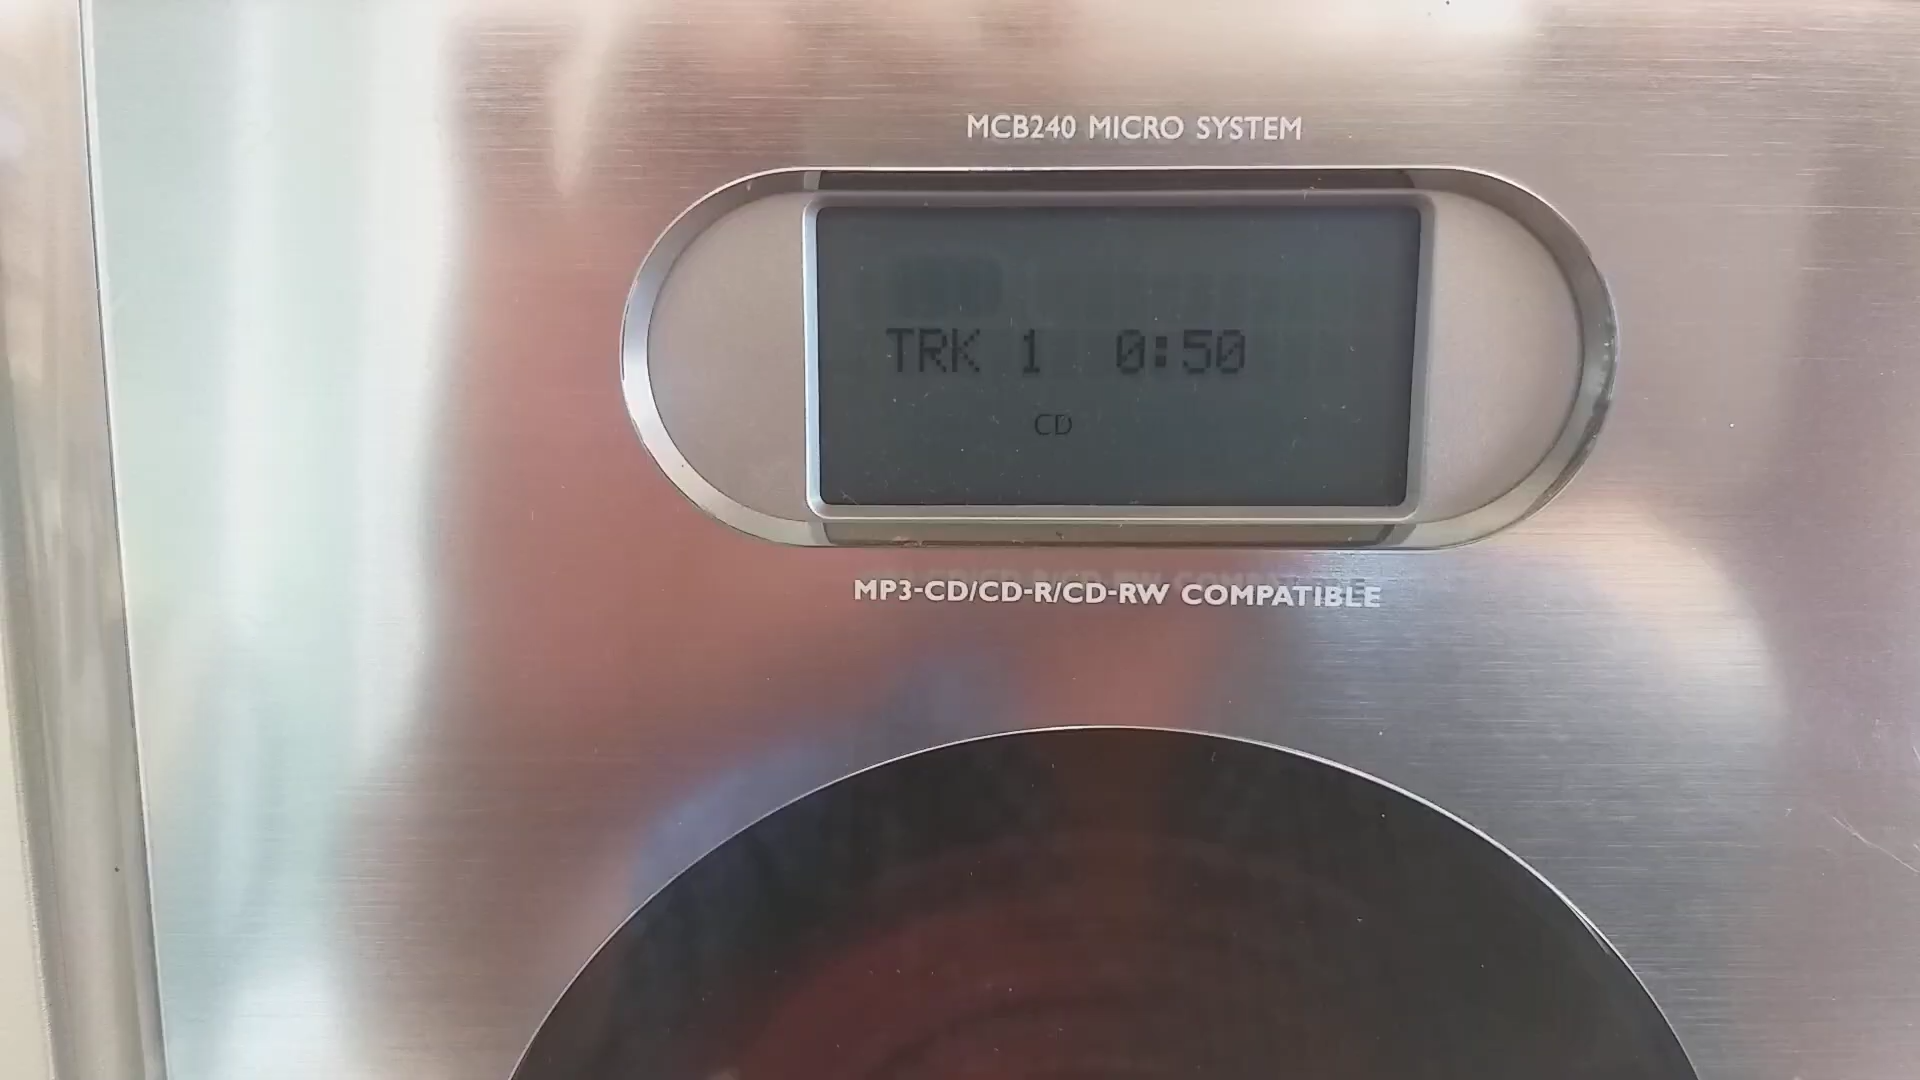 MCB240 MICRO SYSTEM
TRK 1 0:50
CD
MP3-CD/CD-R/CD-RW COMPATIBLE